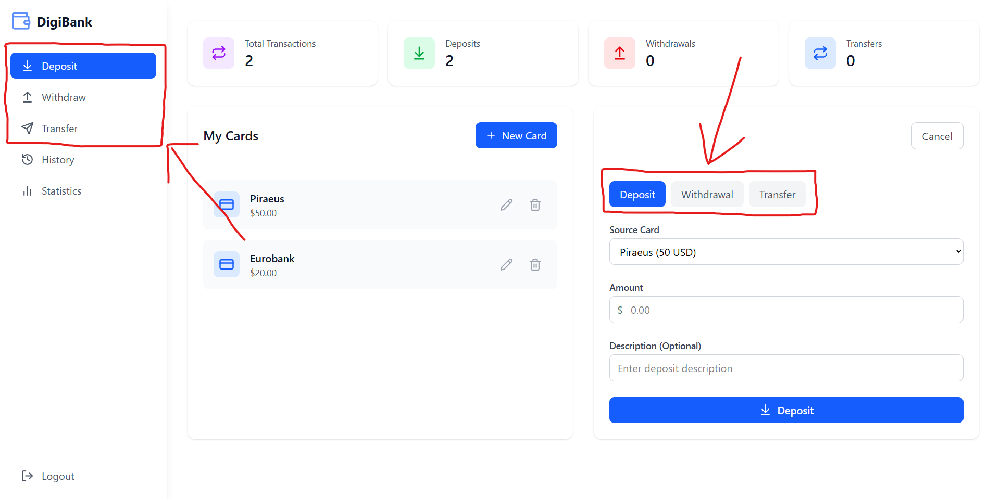 DigiBank
Deposit
Withdraw
Transfer
History
Statistics
Logout
Total Transactions
2
Deposits
2
Withdrawals
0
Transfers
0
My Cards
+ New Card
Piraeus
$50.00
Eurobank
$20.00
Cancel
Deposit Withdrawal Transfer
Source Card
Piraeus (50 USD)
Amount
$ 0.00
Description (Optional)
Enter deposit description
Deposit